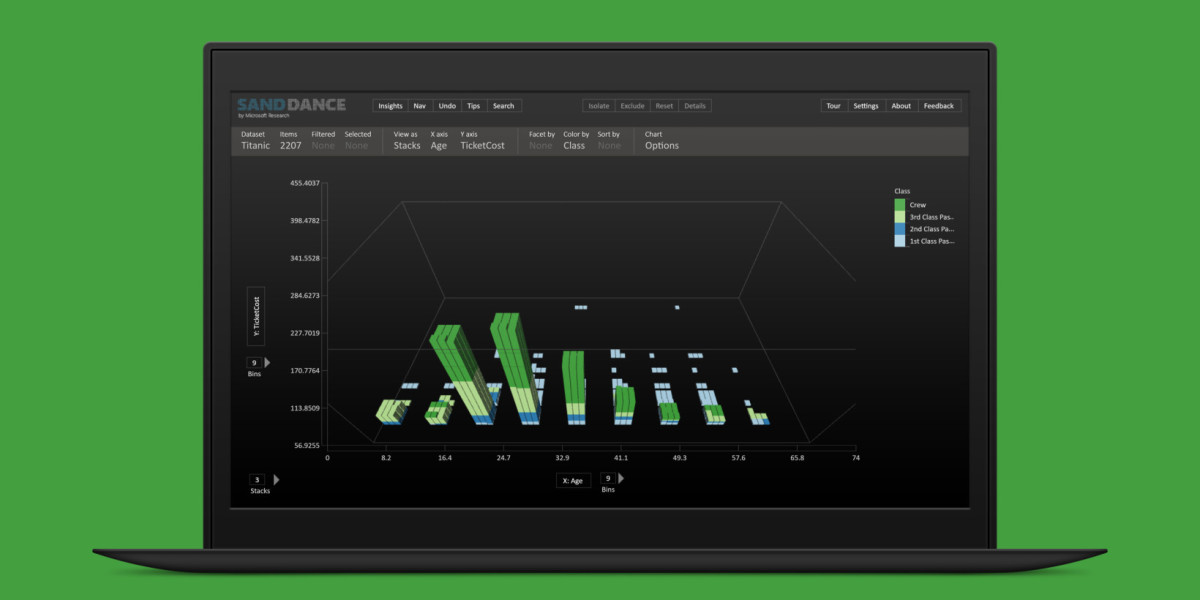 SANDDANCE
by Microsoft Research
Insights Nav Undo Tips Search
Isolate Exclude Reset Details
Tour Settings About Feedback
Dataset Items Filtered Selected View as X axis Y axis Facet by Color by Sort by Chart
Titanic 2207 None None Stacks Age TicketCost None Class None Options
455.4037
398.4782
341.5528
284.6273
227.7019
170.7764
113.8509
56.9255
Y: TicketCost
9
Bins
Class
Crew
3rd Class Pas..
2nd Class Pa...
1st Class Pas...
0 8.2 16.4 24.7 32.9 41.1 49.3 57.6 65.8 74
3
Stacks
X: Age
9
Bins